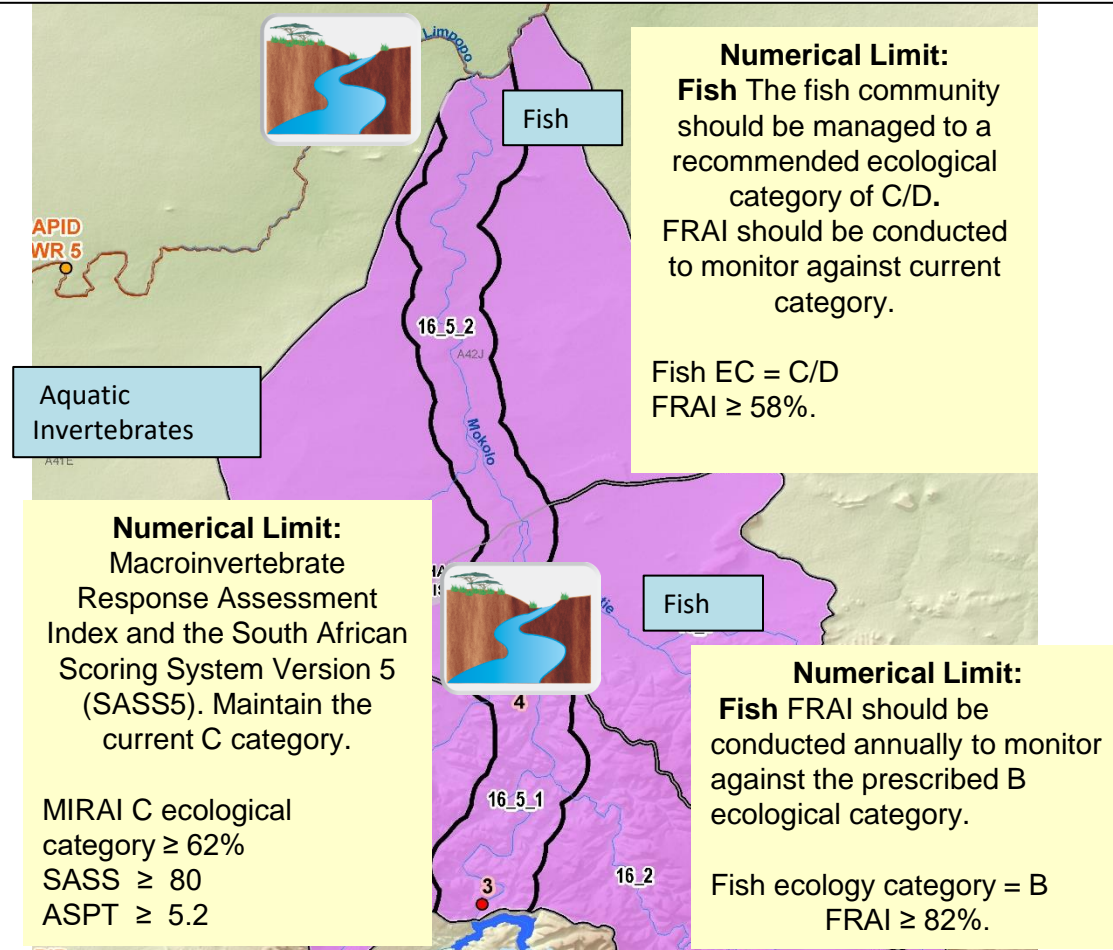 Limpopo
Fish
Numerical Limit:
Fish The fish community
should be managed to a
recommended ecological
category of C/D.
FRAI should be conducted
to monitor against current
category.
Fish EC = C/D
FRAI ≥ 58%.
APID
WR 5
16_5_2
A42J
Aquatic
Invertebrates
A41E
Mokolo
Numerical Limit:
Macroinvertebrate
Response Assessment
Index and the South African
Scoring System Version 5
(SASS5). Maintain the
current C category.
MIRAI C ecological
category ≥ 62%
SASS ≥ 80
ASPT ≥ 5.2
Fish
4
16_5_1
3
16_2
Numerical Limit:
Fish FRAI should be
conducted annually to monitor
against the prescribed B
ecological category.
Fish ecology category = B
FRAI ≥ 82%.